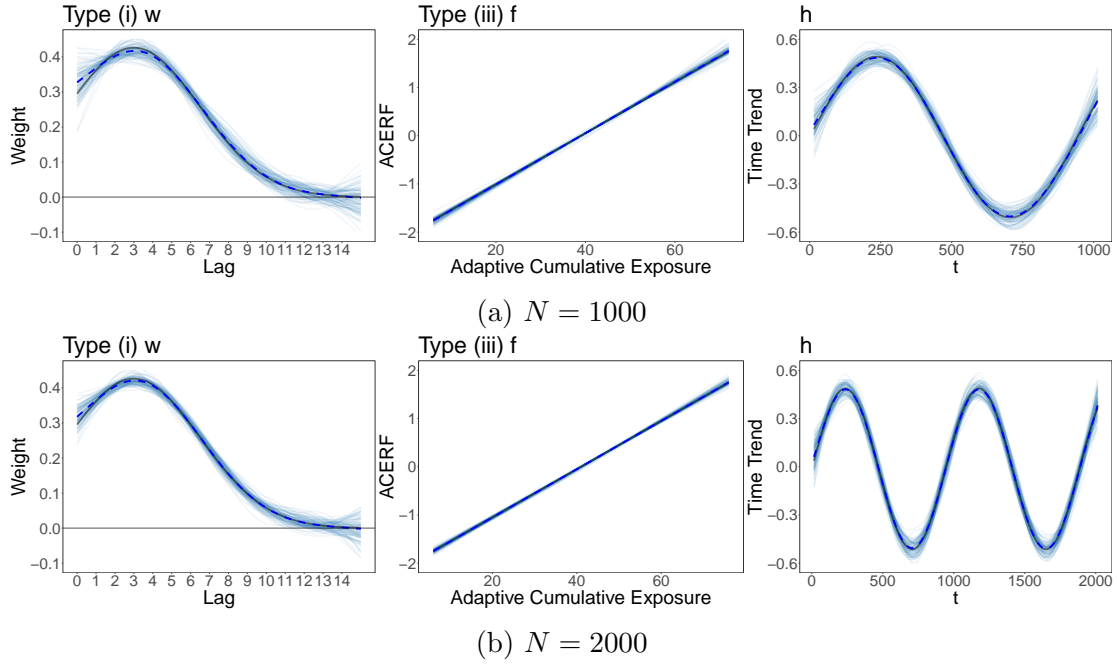 Type (i) w
Type (iii) f
h
0.4
0.3
0.2
0.1
0.0
−0.1
Weight
0 1 2 3 4 5 6 7 8 9 10 11 12 13 14
Lag
2
1
0
−1
−2
ACERF
20 40 60
Adaptive Cumulative Exposure
0.6
0.3
0.0
−0.3
−0.6
Time Trend
0 250 500 750 1000
t
(a) N = 1000
Type (i) w
Type (iii) f
h
0.4
0.3
0.2
0.1
0.0
−0.1
Weight
0 1 2 3 4 5 6 7 8 9 10 11 12 13 14
Lag
2
1
0
−1
−2
ACERF
20 40 60
Adaptive Cumulative Exposure
0.6
0.3
0.0
−0.3
−0.6
Time Trend
0 500 1000 1500 2000
t
(b) N = 2000